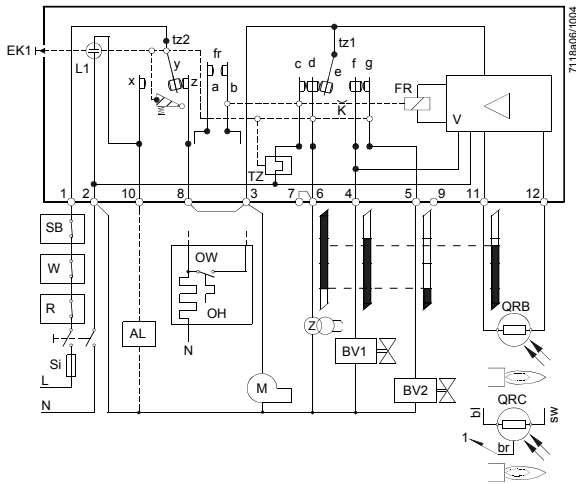 7118a06/1004
EK1
L1
tz2
fr
tz1
x
y
z
a
b
c
d
e
f
g
K
FR
V
TZ
1
2
10
8
3
7
6
4
5
9
11
12
SB
W
R
Si
L
N
AL
OW
OH
N
M
Z
BV1
BV2
QRB
QRC
bl
sw
br
1